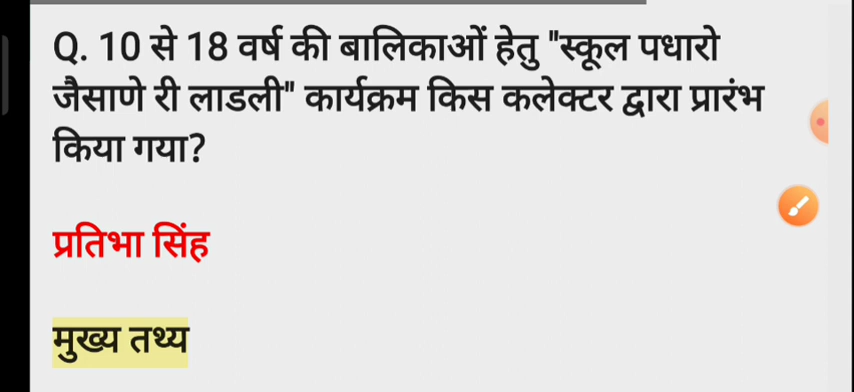 Q. 10 से 18 वर्ष की बालिकाओं हेतु "स्कूल पधारो
जैसाणे री लाडली" कार्यक्रम किस कलेक्टर द्वारा प्रारंभ
किया गया?
प्रतिभा सिंह
मुख्य तथ्य